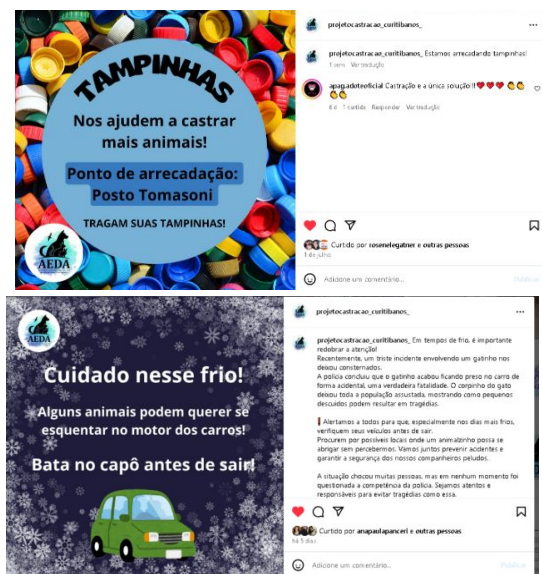 TAMPINHAS
Nos ajudem a castrar
mais animais!
Ponto de arrecadação:
Posto Tomasoni
TRAGAM SUAS TAMPINHAS!
AEDA
projetocastracao_curitibanos_
projetocastracao_curitibanos_ Estamos arrecadando tampinhas!
1 sem Ver tradução
apap.adoteoficial Castração e a única solução!!
6 d 1 curtida Responder Ver tradução
Curtido por rosenelegatner e outras pessoas
1 de julho
Adicione um comentário...
Publicar
AEDA
Cuidado nesse frio!
Alguns animais podem querer se
esquentar no motor dos carros!
Bata no capô antes de sair!
projetocastracao_curitibanos_
projetocastracao_curitibanos_ Em tempos de frio, é importante
redobrar a atenção!
Recentemente, um triste incidente envolvendo um gatinho nos
deixou consternados.
A polícia concluiu que o gatinho acabou ficando preso no carro de
forma acidental, uma verdadeira fatalidade. O corpinho do gato
deixou toda a população assustada, mostrando como pequenos
descuidos podem resultar em tragédias.
Alertamos a todos para que, especialmente nos dias mais frios,
verifiquem seus veículos antes de sair.
Procurem por possíveis locais onde um animalzinho possa se
abrigar sem percebermos. Vamos juntos prevenir acidentes e
garantir a segurança dos nossos companheiros peludos.
A situação chocou muitas pessoas, mas em nenhum momento foi
questionada a competência da polícia. Sejamos atentos e
responsáveis para evitar tragédias como essa.
Curtido por anapaulapanceri e outras pessoas
há 5 dias
Adicione um comentário...
Publicar